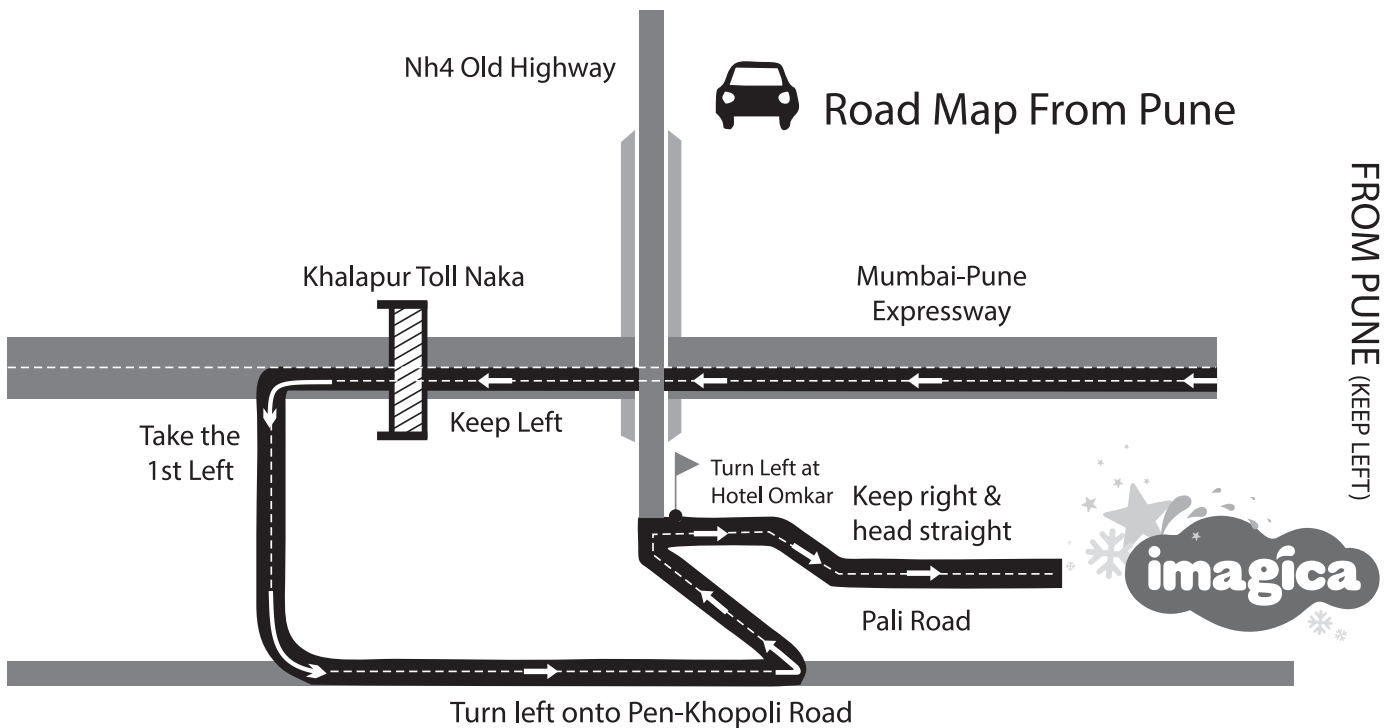 Nh4 Old Highway
Road Map From Pune
FROM PUNE (KEEP LEFT)
Khalapur Toll Naka
Mumbai-Pune
Expressway
Keep Left
Take the
1st Left
Turn Left at
Hotel Omkar
Keep right &
head straight
imagica
Pali Road
Turn left onto Pen-Khopoli Road